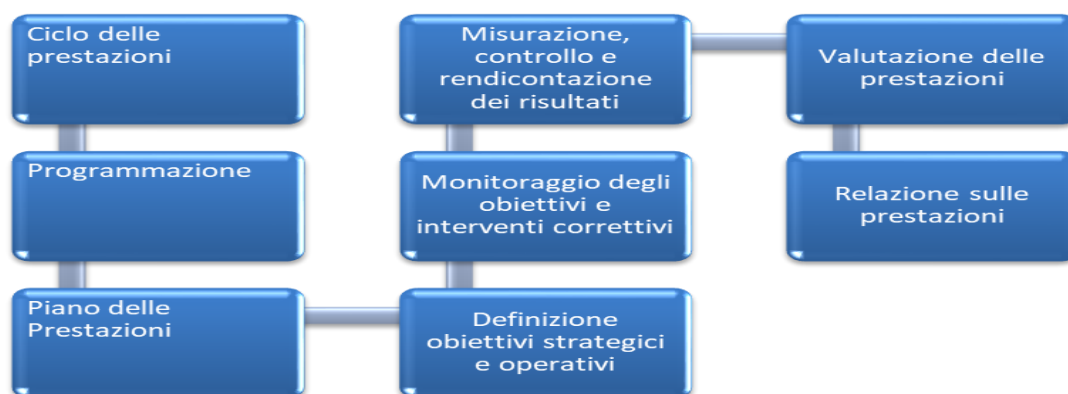 Ciclo delle
prestazioni
Programmazione
Piano delle
Prestazioni
Definizione
obiettivi strategici
e operativi
Monitoraggio degli
obiettivi e
interventi correttivi
Misurazione,
controllo e
rendicontazione
dei risultati
Valutazione delle
prestazioni
Relazione sulle
prestazioni